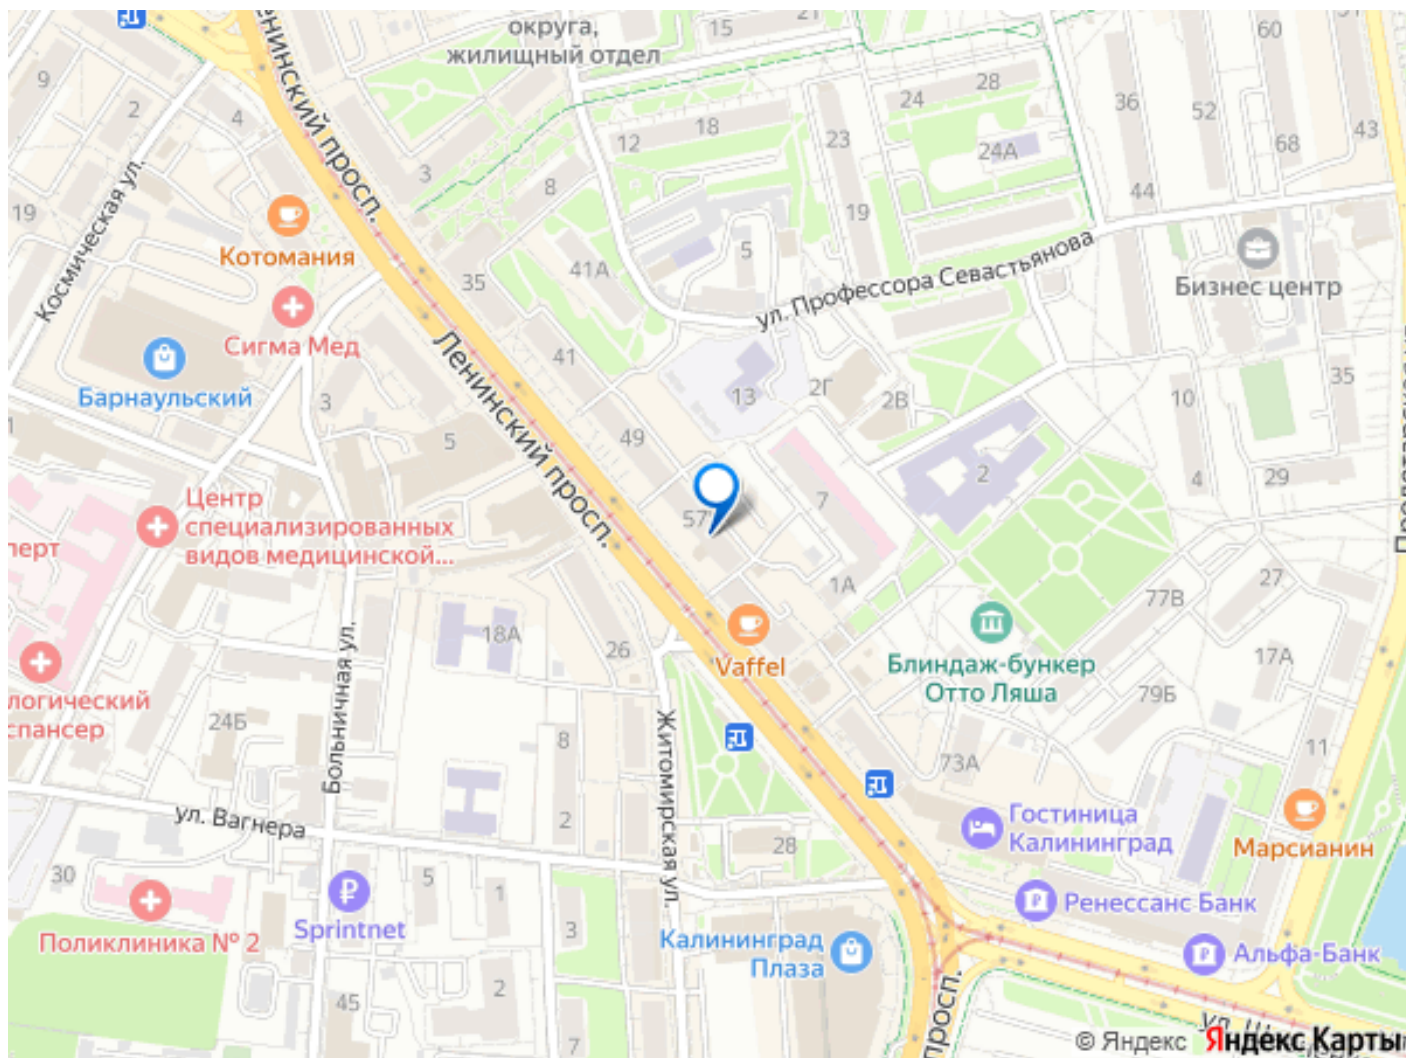 округа,
жилищный отдел
15
21
60
51
9
2
4
Ленинский просп.
3
12
18
24
28
23
24А
36
52
68
43
44
Космическая ул.
19
Котомания
8
19
5
41А
35
ул. Профессора Севастьянова
Бизнес центр
Сигма Мед
Барнаульский
Ленинский просп.
41
3
5
49
13
2Г
2В
10
35
2
29
4
7
57
Центр
специализированных
видов медицинской...
перт
1А
27
77В
18А
26
Vaffel
Блиндаж-бункер
Отто Ляша
17А
79Б
логический
спансер
24Б
Больничная ул.
8
Житомирская ул.
73А
11
ул. Вагнера
2
28
Гостиница
Калининград
Марсианин
30
5
1
Sprintnet
Поликлиника № 2
3
Калининград
Плаза
Ренессанс Банк
Альфа-Банк
45
2
7
просп.
© Яндекс Яндекс Карты